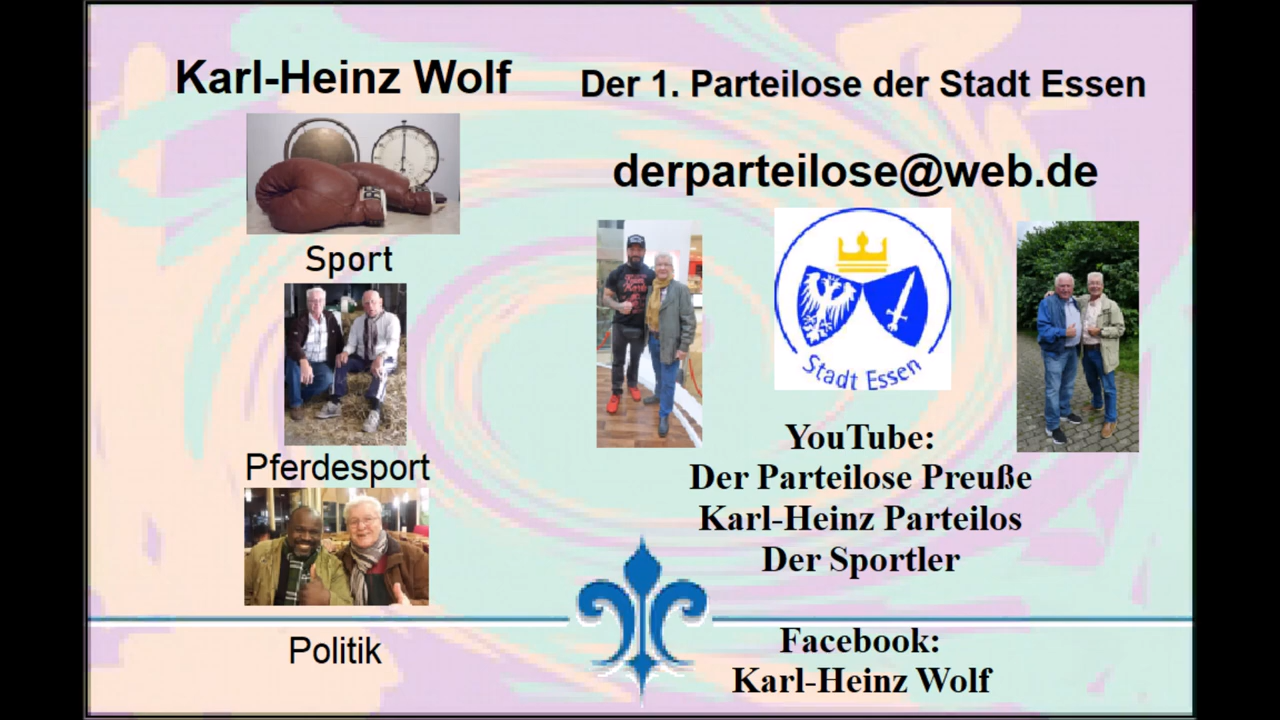 Karl-Heinz Wolf
Der 1. Parteilose der Stadt Essen
derparteilose@web.de
Sport
Pferdesport
Politik
Stadt Essen
YouTube:
Der Parteilose Preuße
Karl-Heinz Parteilos
Der Sportler
Facebook:
Karl-Heinz Wolf